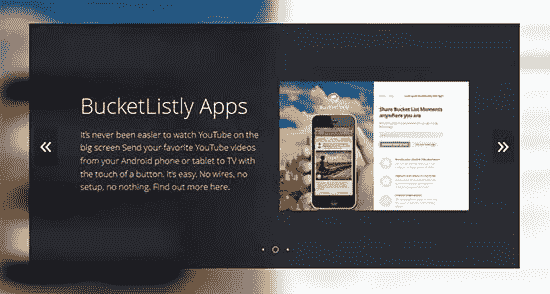 BucketListly Apps
It's never been easier to watch YouTube on the
big screen Send your favorite YouTube videos
from your Android phone or tablet to TV with
the touch of a button. It's easy. No wires, no
setup, no nothing. Find out more here.
Share Bucket List Moments
anywhere you are